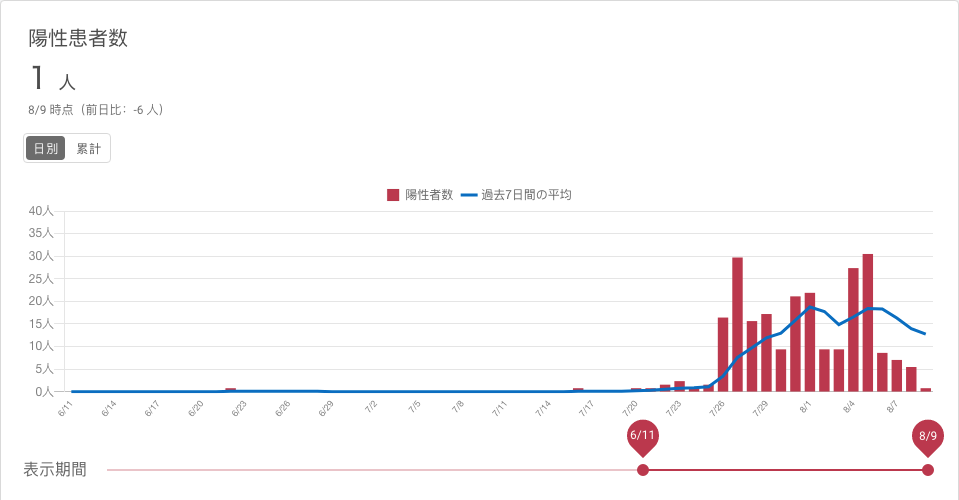 陽性患者数
1 人
8/9 時点（前日比：-6 人）
日別 累計
陽性者数 過去7日間の平均
40人
35人
30人
25人
20人
15人
10人
5人
0人
6/11 6/14 6/17 6/20 6/23 6/26 6/29 7/2 7/5 7/8 7/11 7/14 7/17 7/20 7/23 7/26 7/29 8/1 8/4 8/7
6/11 8/9
表示期間